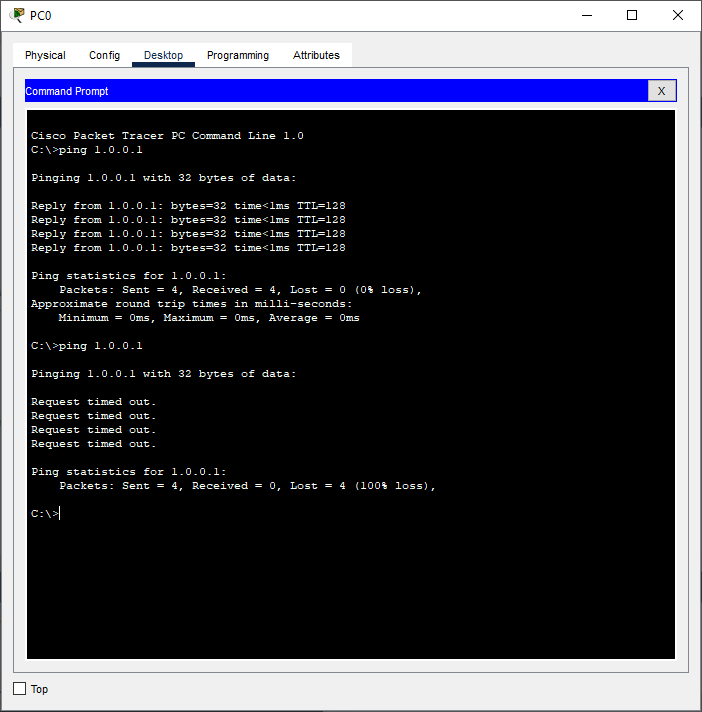 PC0
Physical Config Desktop Programming Attributes
Command Prompt X
Cisco Packet Tracer PC Command Line 1.0
C:\>ping 1.0.0.1
Pinging 1.0.0.1 with 32 bytes of data:
Reply from 1.0.0.1: bytes=32 time<1ms TTL=128
Reply from 1.0.0.1: bytes=32 time<1ms TTL=128
Reply from 1.0.0.1: bytes=32 time<1ms TTL=128
Reply from 1.0.0.1: bytes=32 time<1ms TTL=128
Ping statistics for 1.0.0.1:
Packets: Sent = 4, Received = 4, Lost = 0 (0% loss),
Approximate round trip times in milli-seconds:
Minimum = 0ms, Maximum = 0ms, Average = 0ms
C:\>ping 1.0.0.1
Pinging 1.0.0.1 with 32 bytes of data:
Request timed out.
Request timed out.
Request timed out.
Request timed out.
Ping statistics for 1.0.0.1:
Packets: Sent = 4, Received = 0, Lost = 4 (100% loss),
C:\>
Top